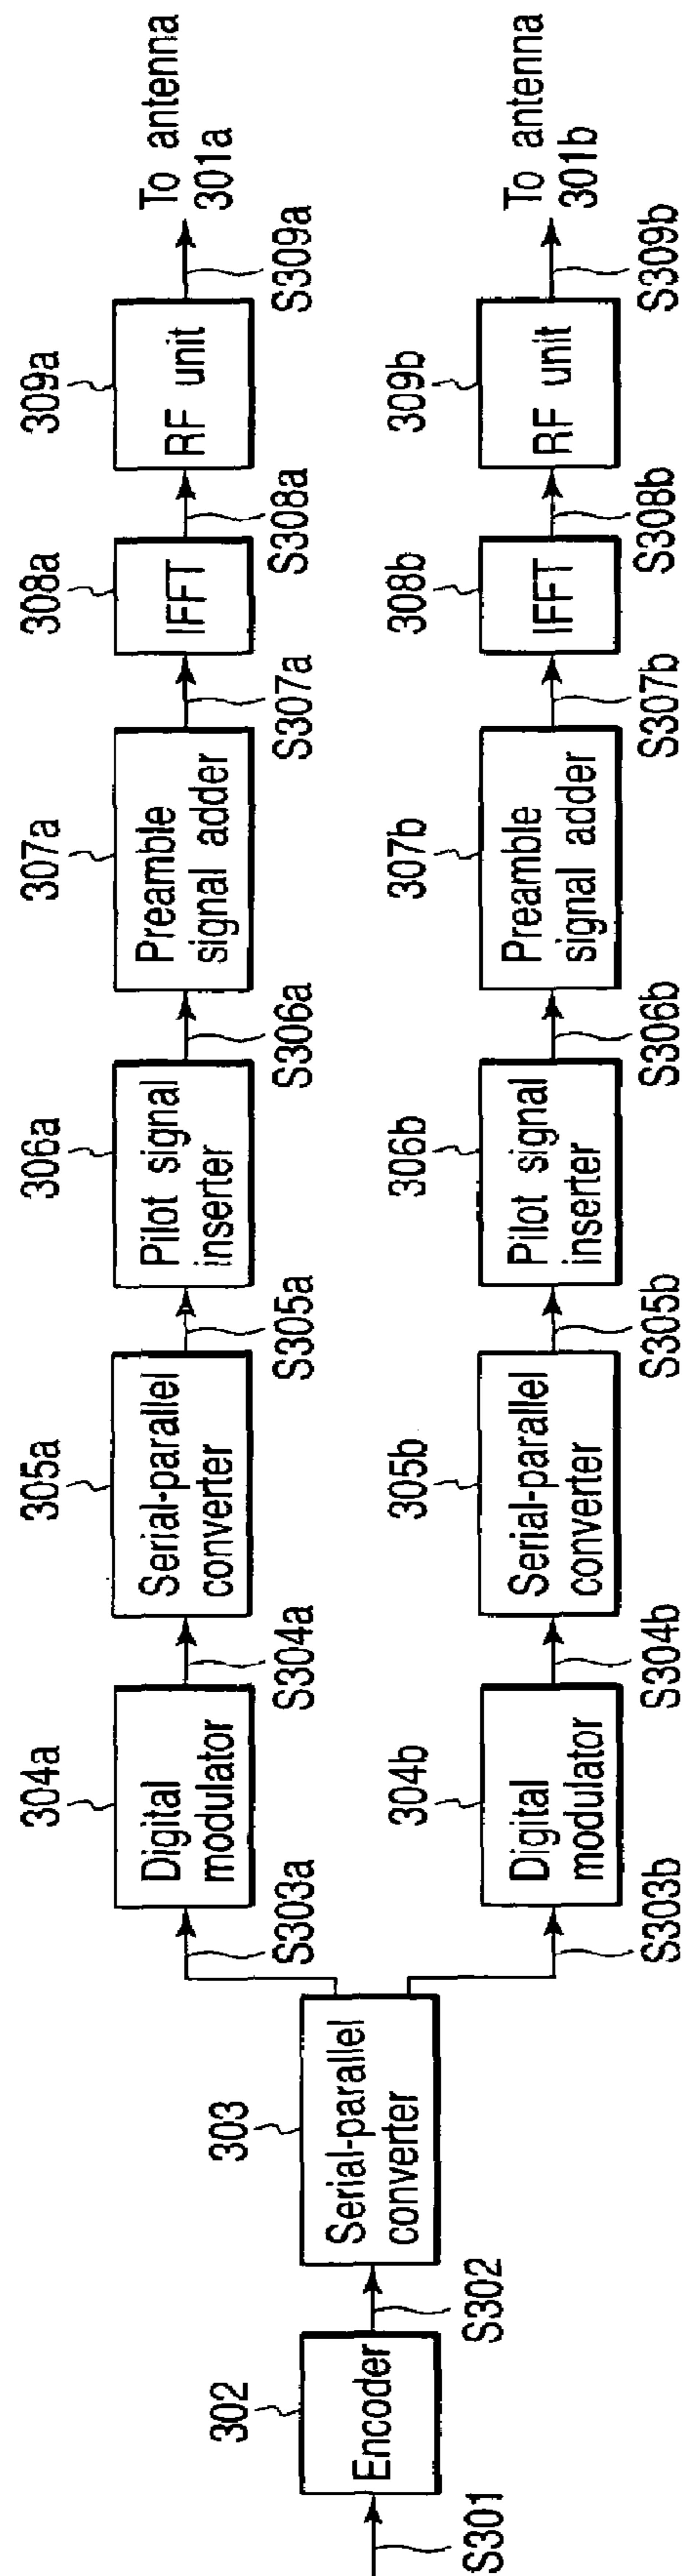 S301
302
Encoder
S302
303
Serial-parallel
converter
S303a
304a
Digital
modulator
S304a
305a
Serial-parallel
converter
S305a
306a
Pilot signal
inserter
S306a
307a
Preamble
signal adder
S307a
308a
IFFT
S308a
309a
RF unit
S309a
To antenna
301a
S303b
304b
Digital
modulator
S304b
305b
Serial-parallel
converter
S305b
306b
Pilot signal
inserter
S306b
307b
Preamble
signal adder
S307b
308b
IFFT
S308b
309b
RF unit
S309b
To antenna
301b